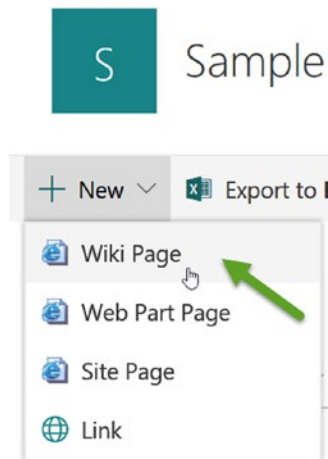 S
Sample
New
Export to
Wiki Page
Web Part Page
Site Page
Link